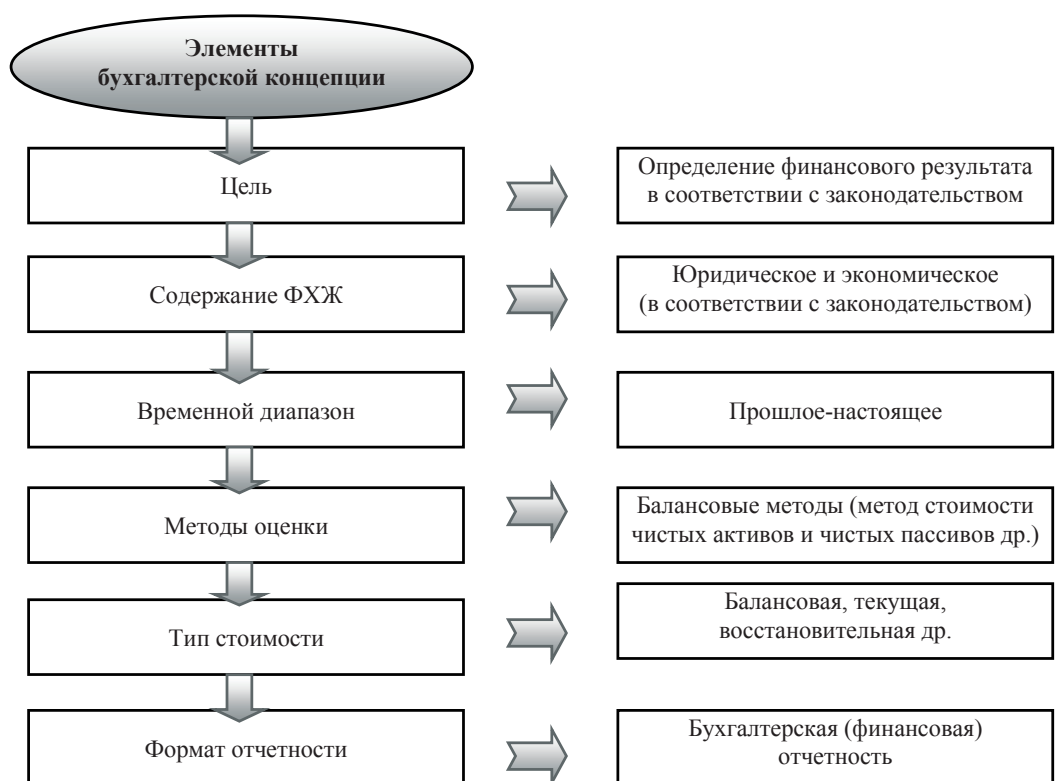 Элементы
бухгалтерской концепции
Цель
Определение финансового результата
в соответствии с законодательством
Содержание ФХЖ
Юридическое и экономическое
(в соответствии с законодательством)
Временной диапазон
Прошлое-настоящее
Методы оценки
Балансовые методы (метод стоимости
чистых активов и чистых пассивов др.)
Тип стоимости
Балансовая, текущая,
восстановительная др.
Формат отчетности
Бухгалтерская (финансовая)
отчетность